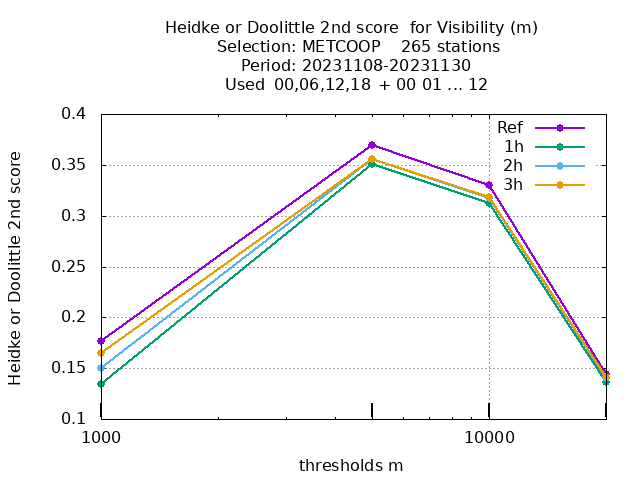 Heidke or Doolittle 2nd score  for Visibility (m)
Selection: METCOOP    265 stations
Period: 20231108-20231130
Used  00,06,12,18 + 00 01 ... 12
Heidke or Doolittle 2nd score
0.4
0.35
0.3
0.25
0.2
0.15
0.1
Ref
1h
2h
3h
1000
10000
thresholds m